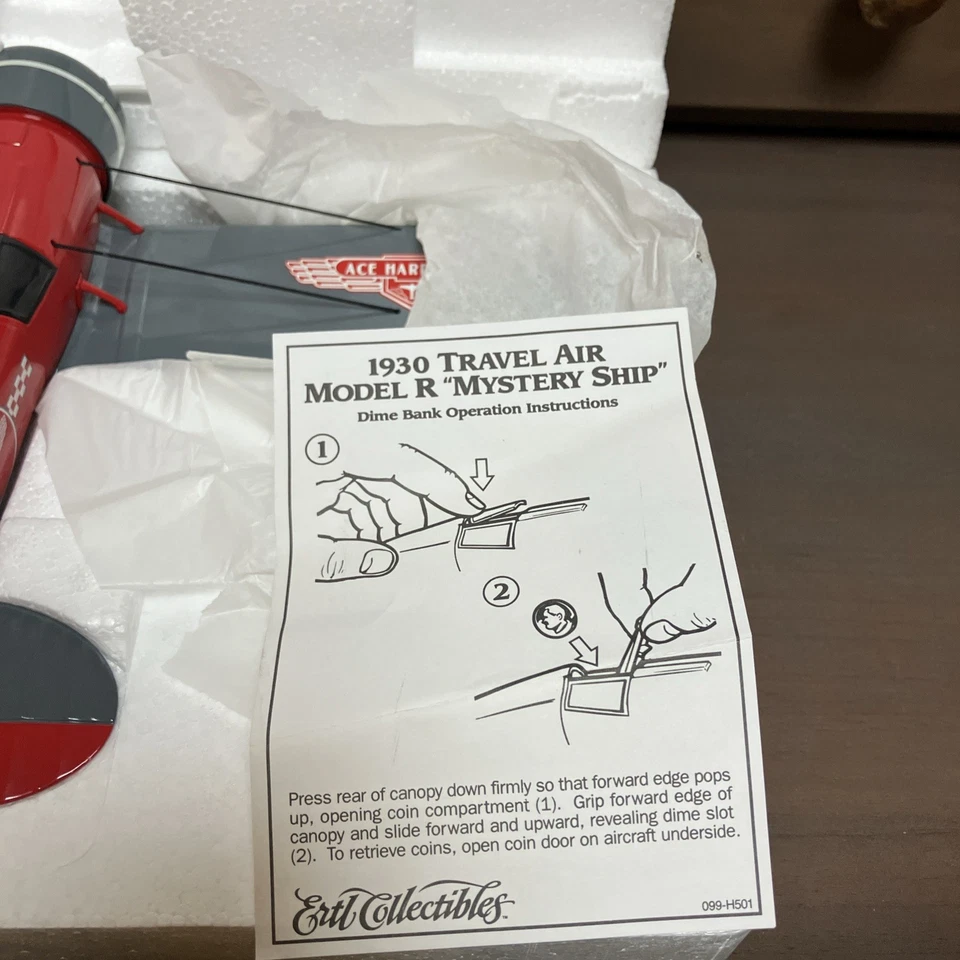 ACE HAR
1930 TRAVEL AIR
MODEL R "MYSTERY SHIP"
Dime Bank Operation Instructions
1
2
Press rear of canopy down firmly so that forward edge pops
up, opening coin compartment (1). Grip forward edge of
canopy and slide forward and upward, revealing dime slot
(2). To retrieve coins, open coin door on aircraft underside.
Ertl Collectibles™
099-H501